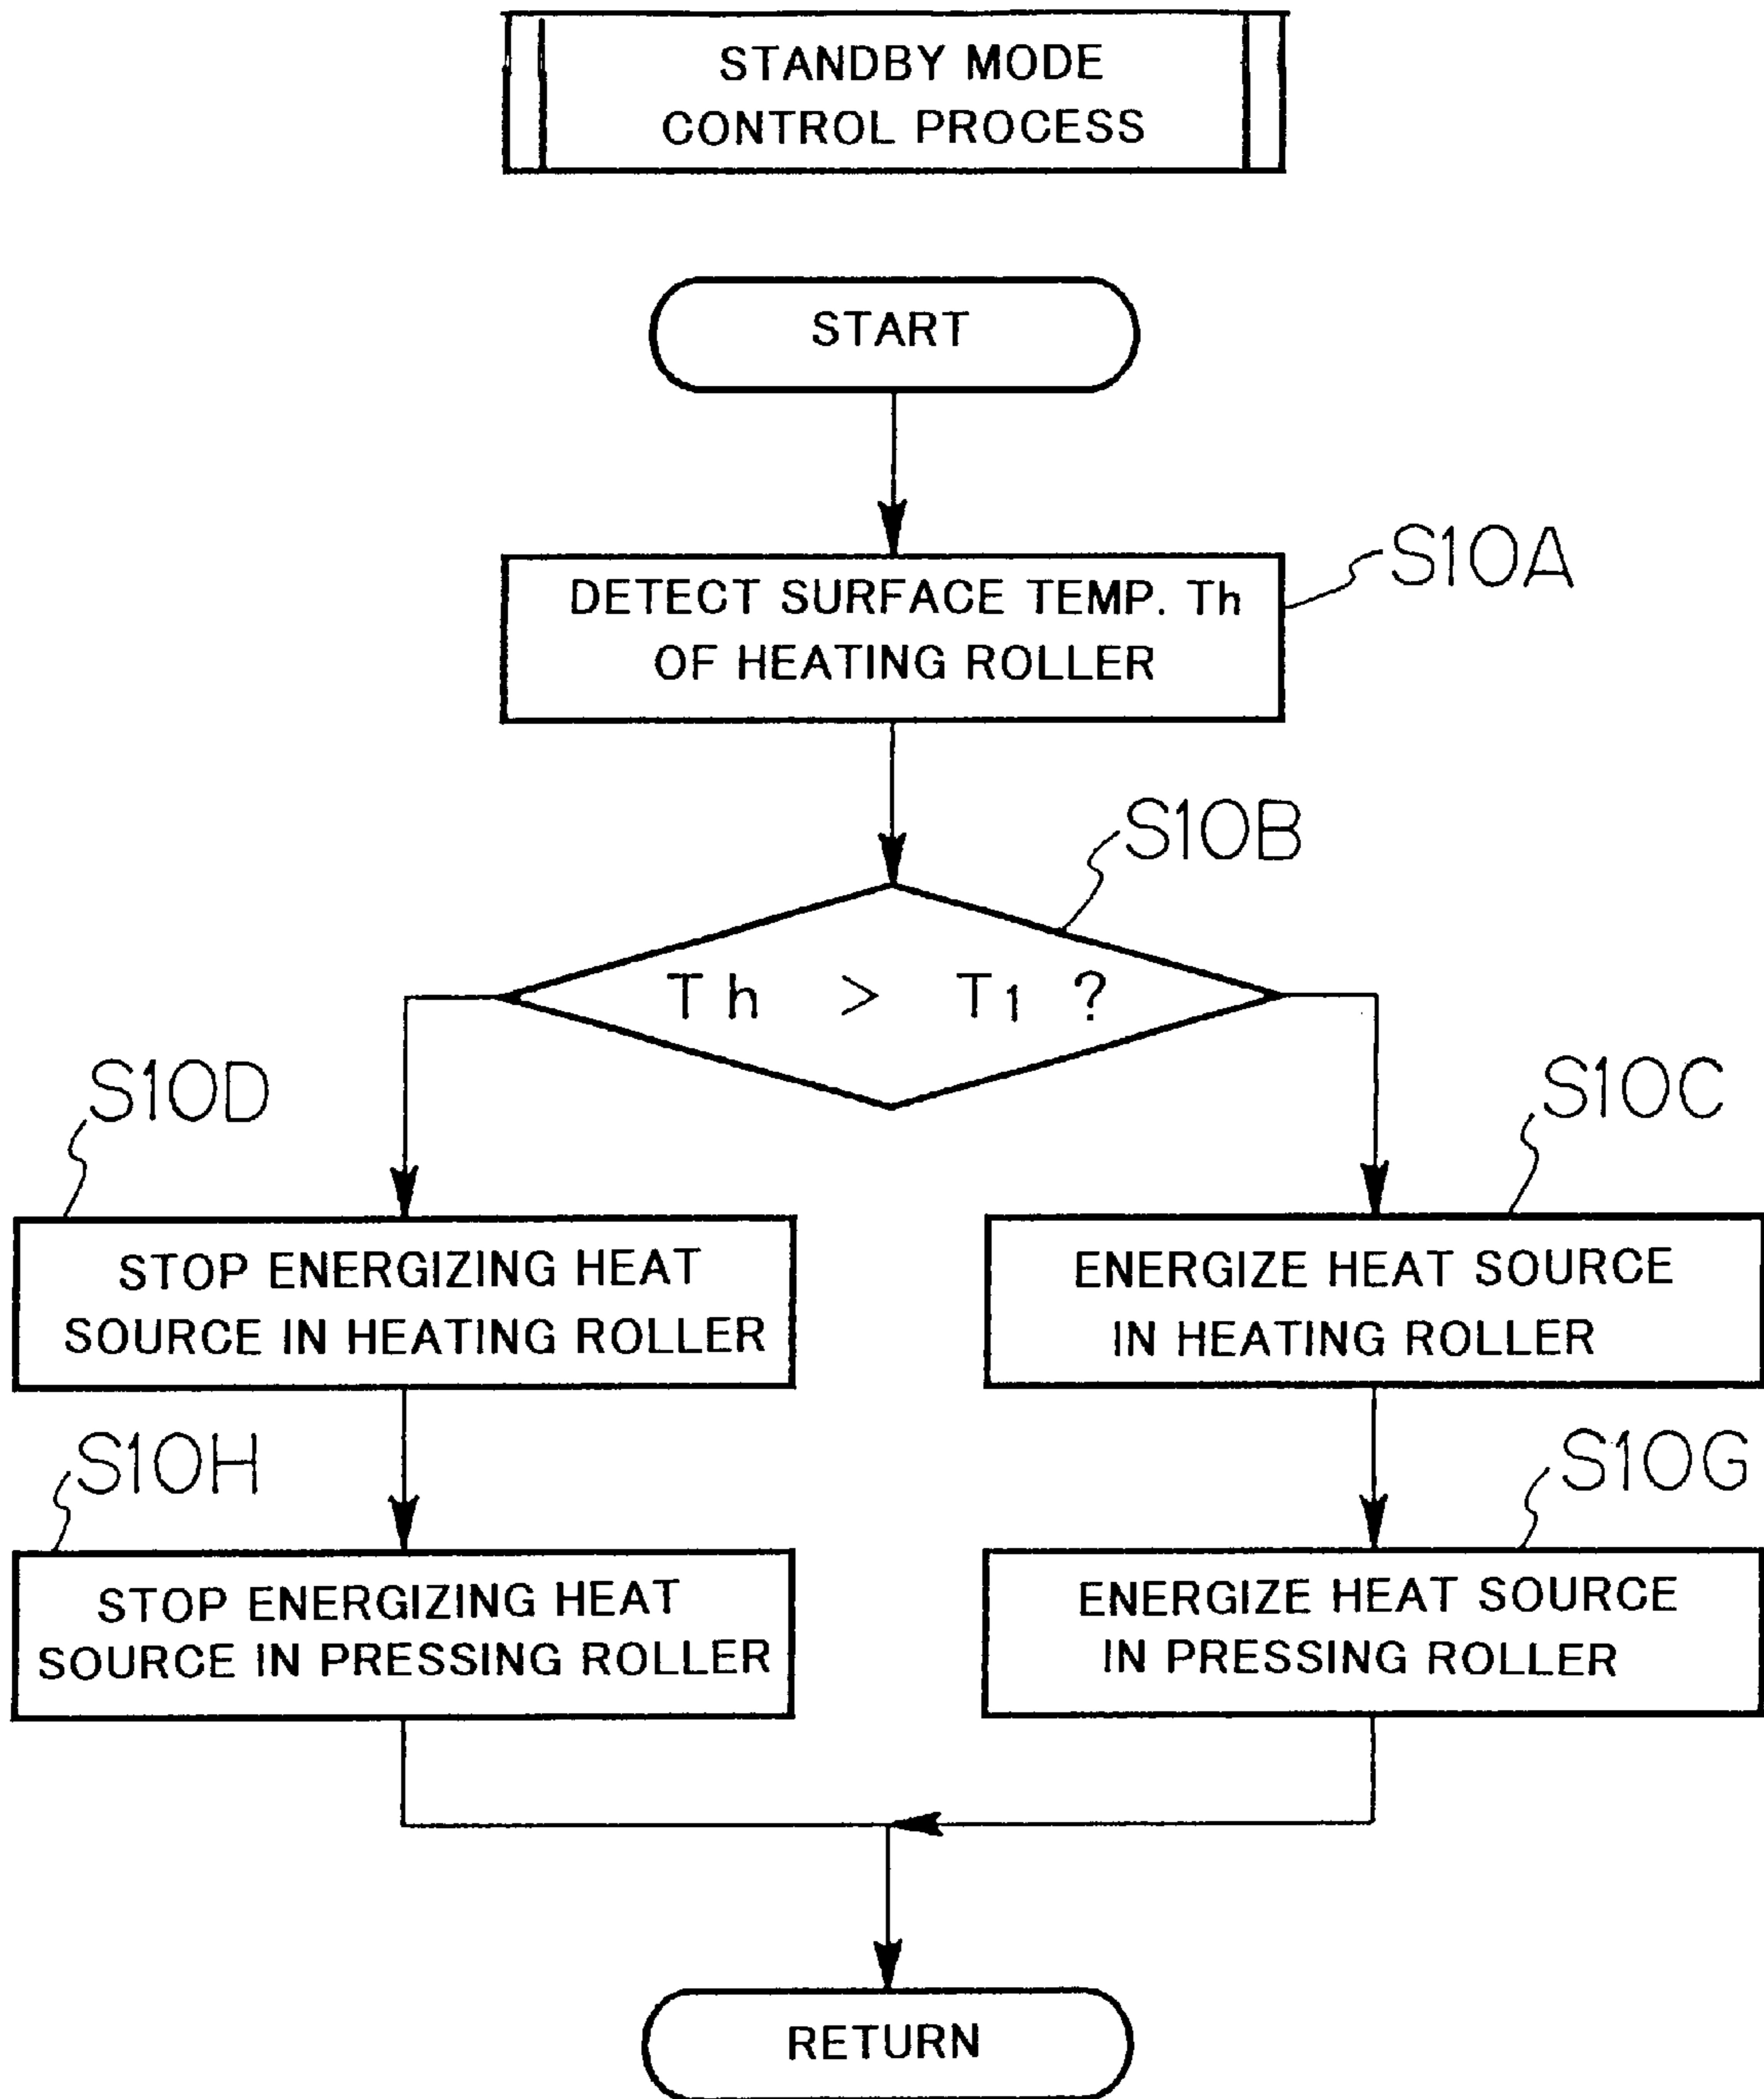 STANDBY MODE
CONTROL PROCESS
START
S10A
DETECT SURFACE TEMP. Th
OF HEATING ROLLER
S10B
Th > T1 ?
S10D
S10C
STOP ENERGIZING HEAT
SOURCE IN HEATING ROLLER
ENERGIZE HEAT SOURCE
IN HEATING ROLLER
S10H
S10G
STOP ENERGIZING HEAT
SOURCE IN PRESSING ROLLER
ENERGIZE HEAT SOURCE
IN PRESSING ROLLER
RETURN